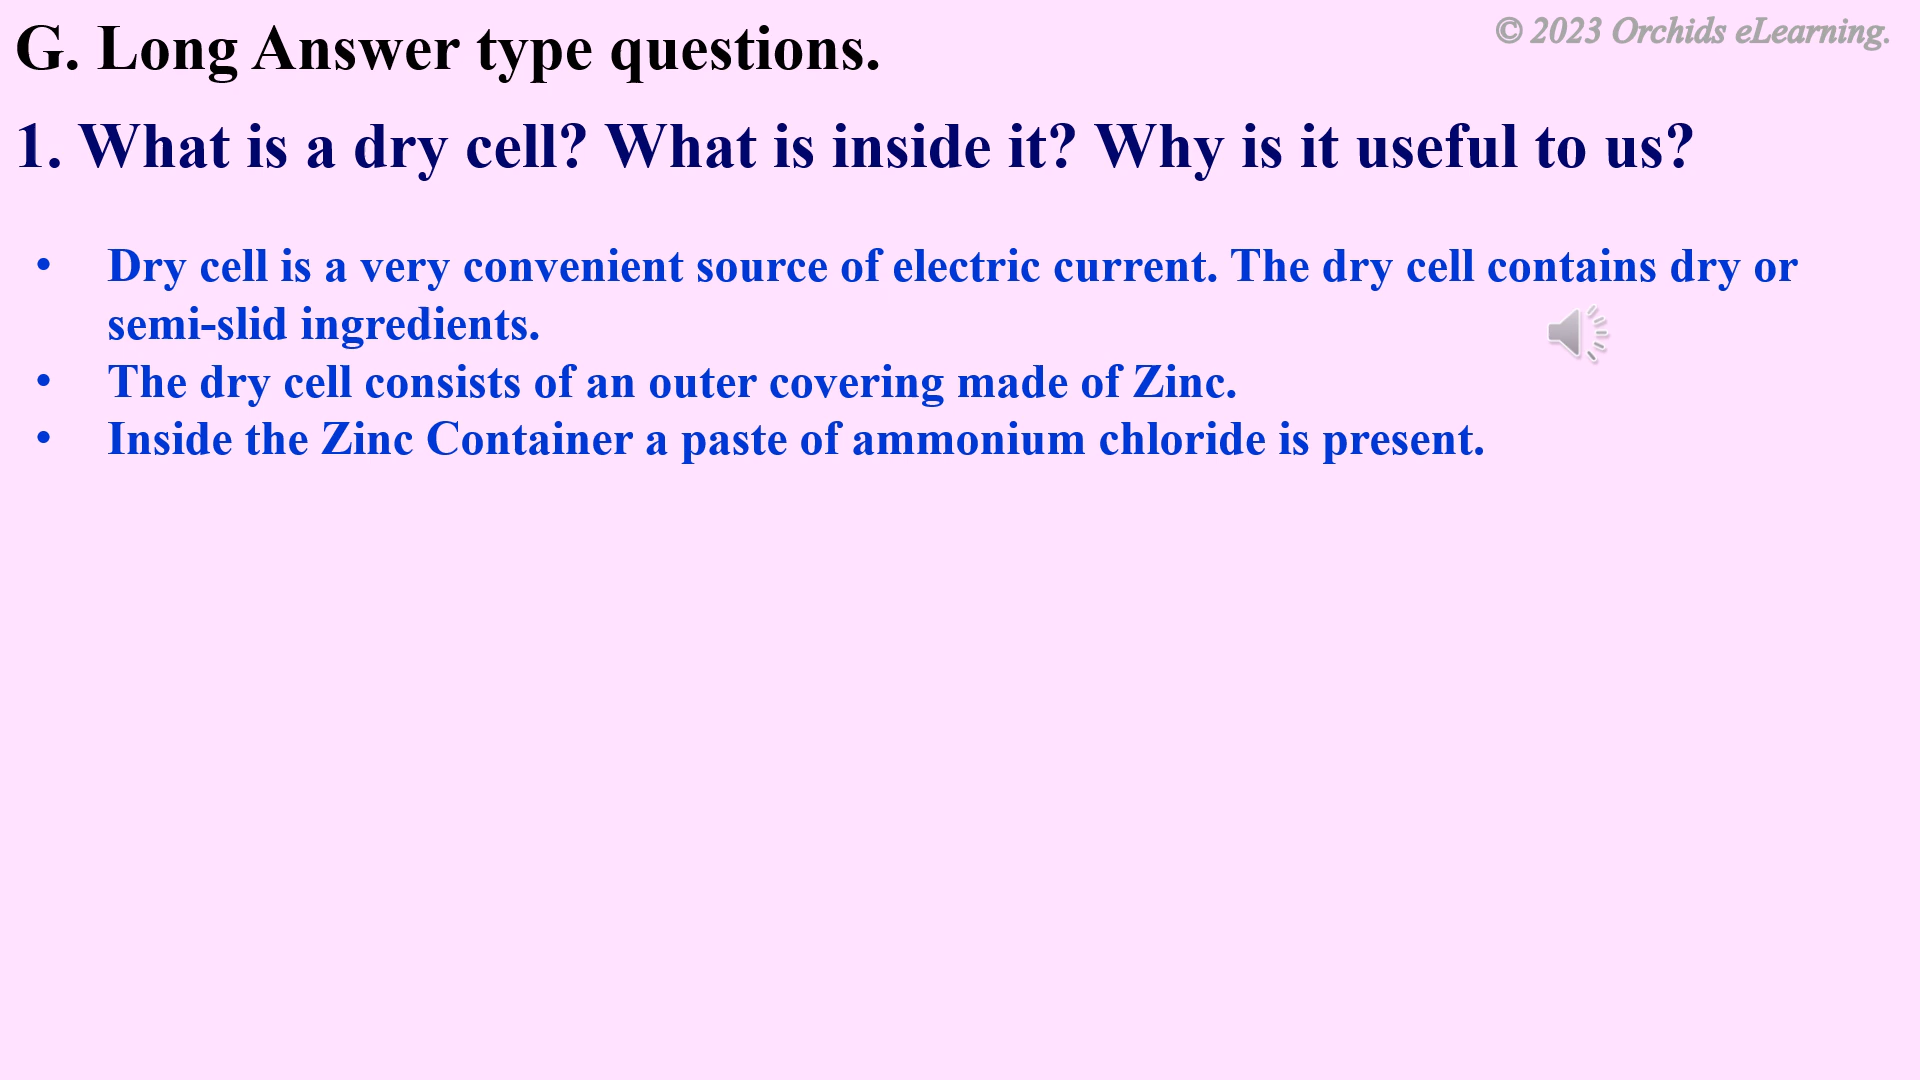 © 2023 Orchids eLearning.
G. Long Answer type questions.
1. What is a dry cell? What is inside it? Why is it useful to us?
• Dry cell is a very convenient source of electric current. The dry cell contains dry or
semi-slid ingredients.
• The dry cell consists of an outer covering made of Zinc.
• Inside the Zinc Container a paste of ammonium chloride is present.